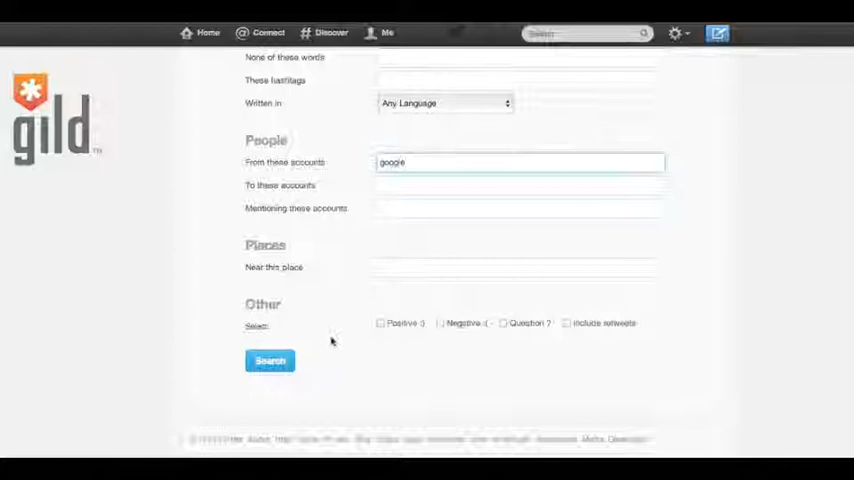 Home Connect Discover Me Search
None of these words
These hashtags
Written in Any Language
gild
People
From these accounts google
To these accounts
Mentioning these accounts
Places
Near this place
Other
Select: Positive :) Negative :( Question ? Include retweets
Search